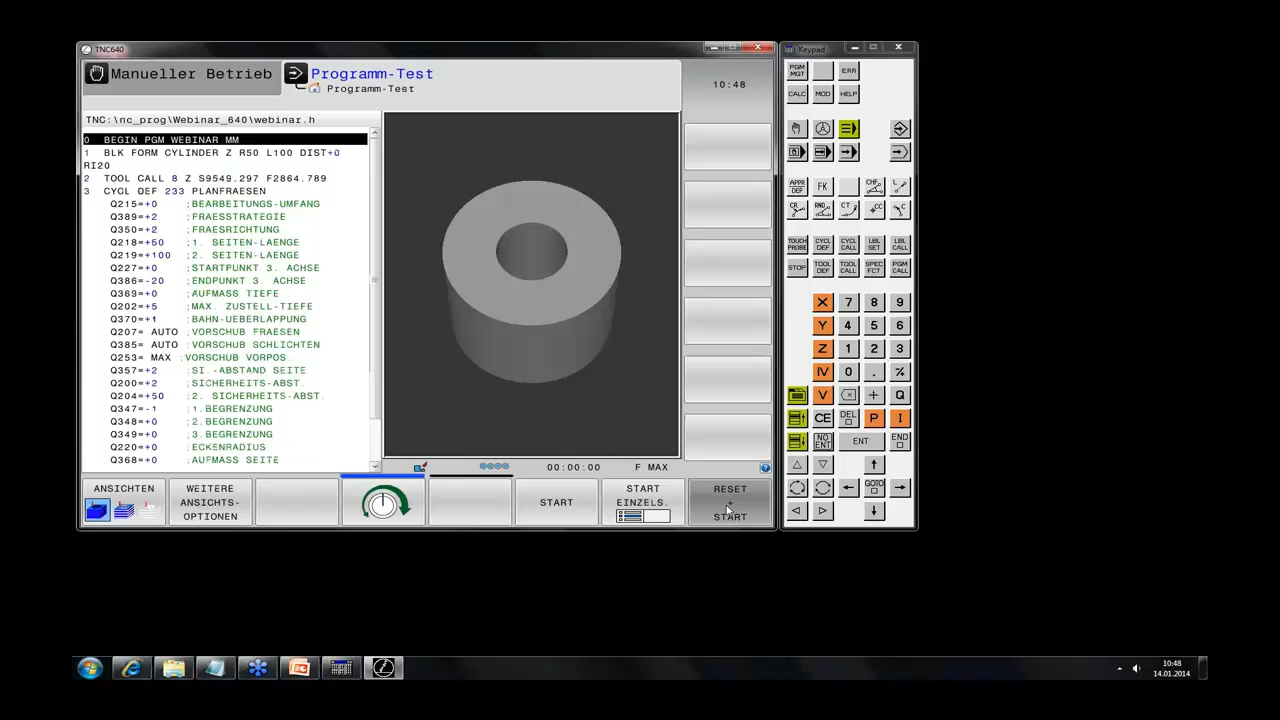 TNC640
Manueller Betrieb
Programm-Test
Programm-Test
10:48
TNC:\nc_prog\Webinar_640\webinar.h
0 BEGIN PGM WEBINAR MM
1 BLK FORM CYLINDER Z R50 L100 DIST+0
RI20
2 TOOL CALL 8 Z S9549.297 F2864.789
3 CYCL DEF 233 PLANFRAESEN
Q215=+0 ;BEARBEITUNGS-UMFANG
Q389=+2 ;FRAESSTRATEGIE
Q350=+2 ;FRAESRICHTUNG
Q218=+50 ;1. SEITEN-LAENGE
Q219=+100 ;2. SEITEN-LAENGE
Q227=+0 ;STARTPUNKT 3. ACHSE
Q386=-20 ;ENDPUNKT 3. ACHSE
Q369=+0 ;AUFMASS TIEFE
Q202=+5 ;MAX. ZUSTELL-TIEFE
Q370=+1 ;BAHN-UEBERLAPPUNG
Q207= AUTO ;VORSCHUB FRAESEN
Q385= AUTO ;VORSCHUB SCHLICHTEN
Q253= MAX ;VORSCHUB VORPOS.
Q357=+2 ;SI.-ABSTAND SEITE
Q200=+2 ;SICHERHEITS-ABST.
Q204=+50 ;2. SICHERHEITS-ABST.
Q347=-1 ;1.BEGRENZUNG
Q348=+0 ;2.BEGRENZUNG
Q349=+0 ;3.BEGRENZUNG
Q220=+0 ;ECKENRADIUS
Q368=+0 ;AUFMASS SEITE
00:00:00 F MAX
ANSICHTEN
WEITERE
ANSICHTS-
OPTIONEN
START
START
EINZELS.
RESET
+
START
Keypad
PGM
MGT
ERR
CALC MOD HELP
APPR
DEP
FK
CHF
L
CR
RND
CT
CC
C
TOUCH
PROBE
CYCL
DEF
CYCL
CALL
LBL
SET
LBL
CALL
STOP
TOOL
DEF
TOOL
CALL
SPEC
FCT
PGM
CALL
X 7 8 9
Y 4 5 6
Z 1 2 3
IV 0 .
V + Q
CE
DEL
P I
NO
ENT
ENT
END
GOTO
10:48
14.01.2014